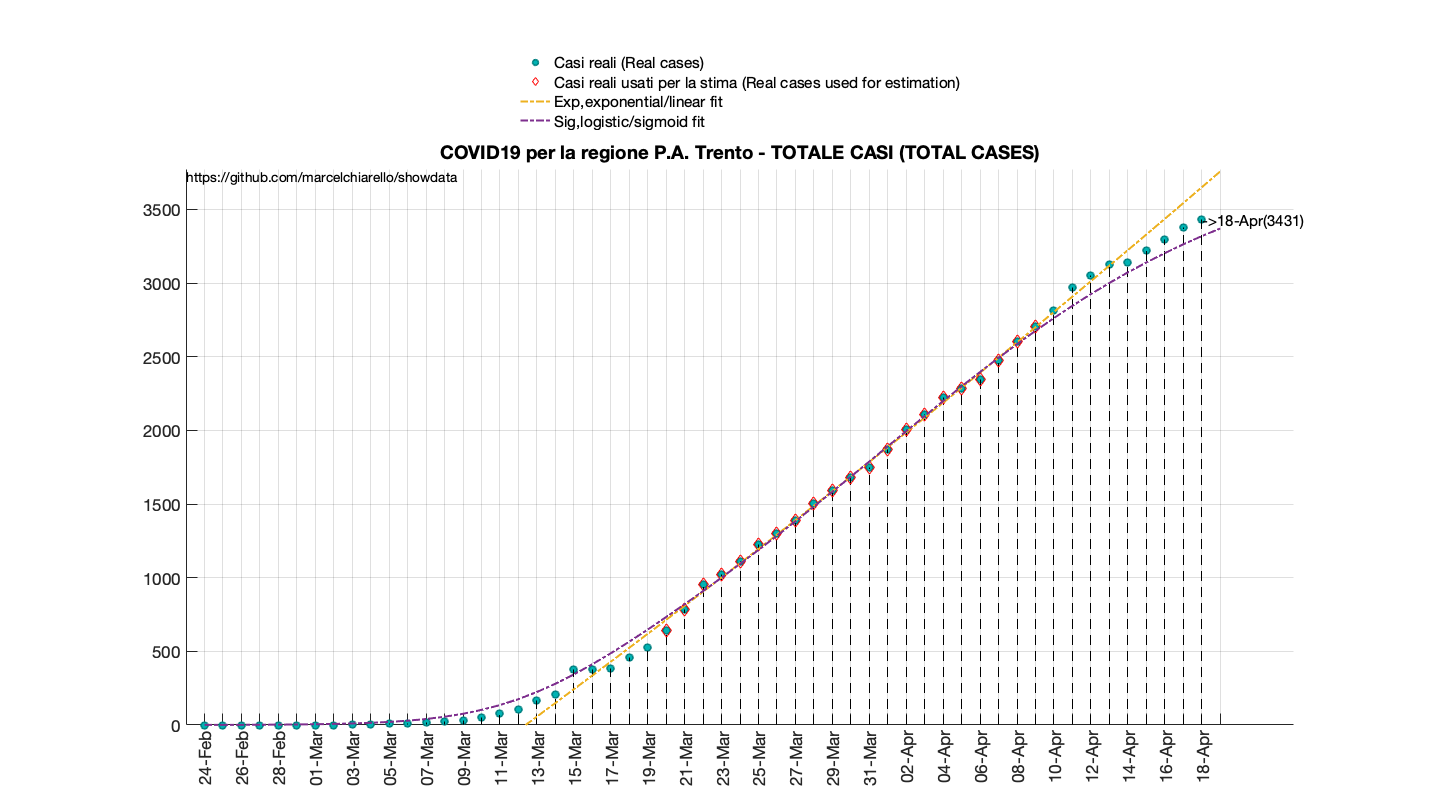 Casi reali (Real cases)
Casi reali usati per la stima (Real cases used for estimation)
Exp,exponential/linear fit
Sig,logistic/sigmoid fit
COVID19 per la regione P.A. Trento - TOTALE CASI (TOTAL CASES)
https://github.com/marcelchiarello/showdata
3500
->18-Apr(3431)
3000
2500
2000
1500
1000
500
0
24-Feb
26-Feb
28-Feb
01-Mar
03-Mar
05-Mar
07-Mar
09-Mar
11-Mar
13-Mar
15-Mar
17-Mar
19-Mar
21-Mar
23-Mar
25-Mar
27-Mar
29-Mar
31-Mar
02-Apr
04-Apr
06-Apr
08-Apr
10-Apr
12-Apr
14-Apr
16-Apr
18-Apr